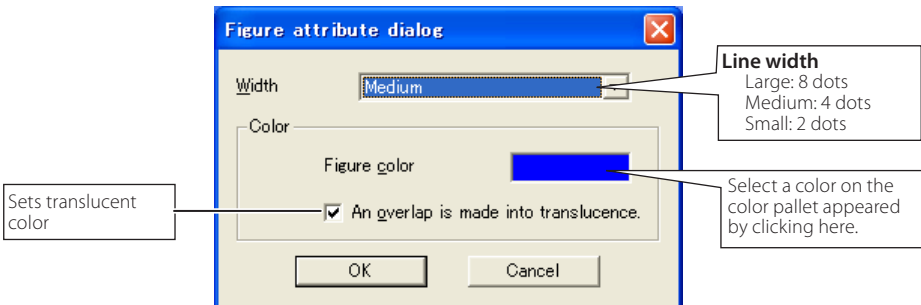 Figure attribute dialog
Width
Medium
Line width
Large: 8 dots
Medium: 4 dots
Small: 2 dots
Color
Figure color
Select a color on the
color pallet appeared
by clicking here.
Sets translucent
color
An overlap is made into translucence.
OK
Cancel